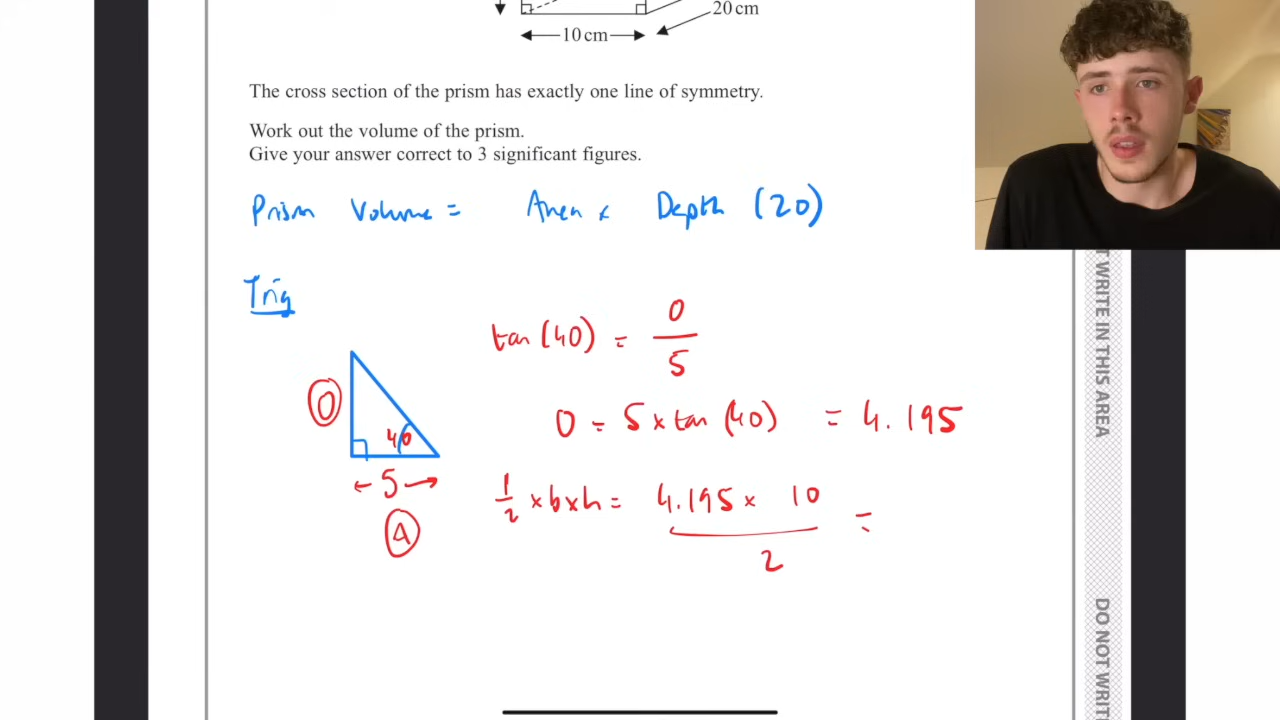 20 cm
10 cm
The cross section of the prism has exactly one line of symmetry.
Work out the volume of the prism.
Give your answer correct to 3 significant figures.
Prism Volume = Area × Depth (20)
Trig
tan (40) = O/5
O
40
O = 5 × tan (40) = 4.195
5
1/2 × b × h = 4.195 × 10 / 2 =
A
T WRITE IN THIS AREA
DO NOT WRIT